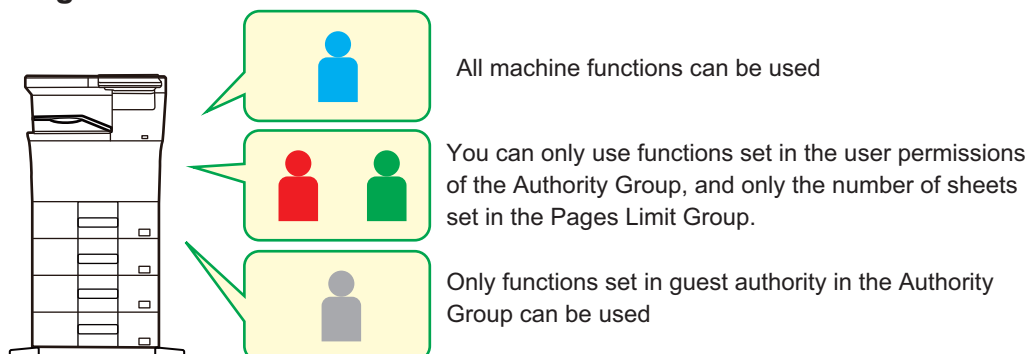 All machine functions can be used
You can only use functions set in the user permissions
of the Authority Group, and only the number of sheets
set in the Pages Limit Group.
Only functions set in guest authority in the Authority
Group can be used